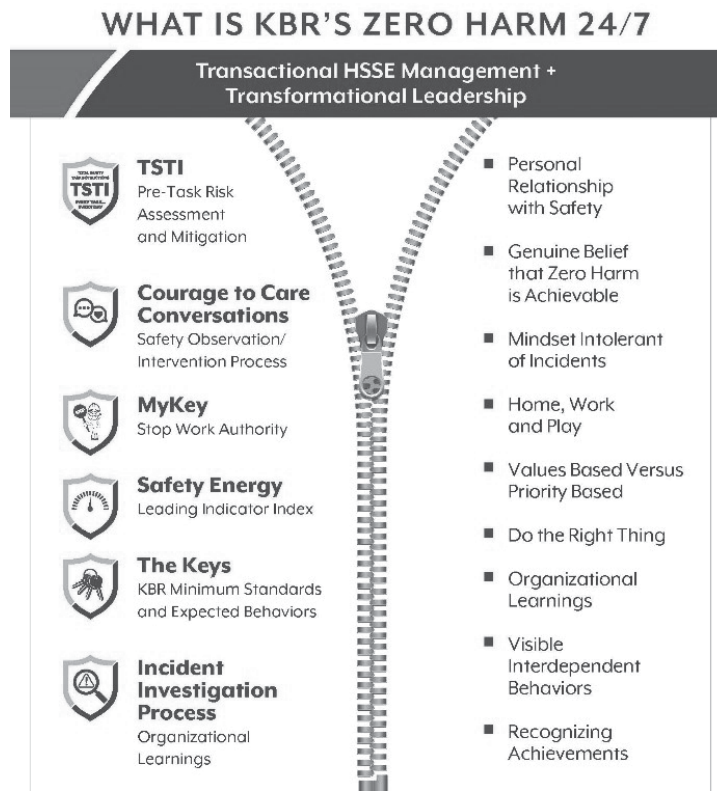 WHAT IS KBR'S ZERO HARM 24/7
Transactional HSSE Management +
Transformational Leadership
TSTI
TSTI
Pre-Task Risk
Assessment
and Mitigation
Courage to Care
Conversations
Safety Observation/
Intervention Process
MyKey
Stop Work Authority
Safety Energy
Leading Indicator Index
The Keys
KBR Minimum Standards
and Expected Behaviors
Incident
Investigation
Process
Organizational
Learnings
Personal
Relationship
with Safety
Genuine Belief
that Zero Harm
is Achievable
Mindset Intolerant
of Incidents
Home, Work
and Play
Values Based Versus
Priority Based
Do the Right Thing
Organizational
Learnings
Visible
Interdependent
Behaviors
Recognizing
Achievements